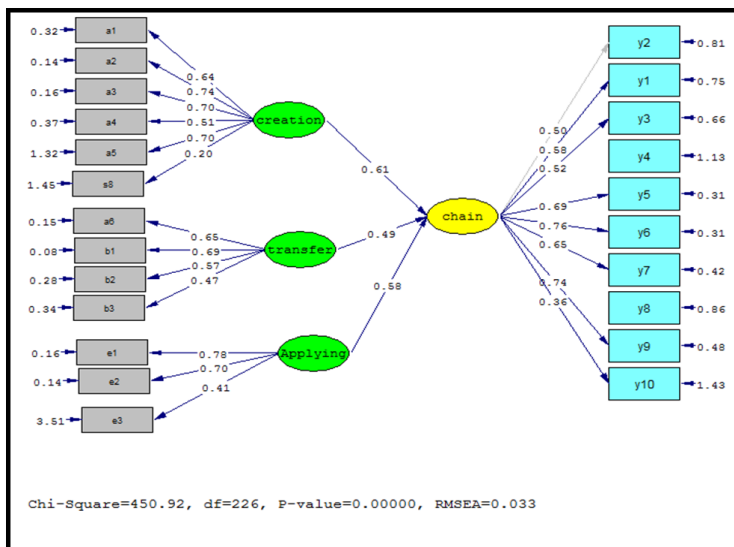 0.32 a1
0.14 a2
0.16 a3
0.37 a4
1.32 a5
1.45 s8
0.64
0.74
0.70
0.51
0.70
0.20
creation
0.15 a6
0.08 b1
0.28 b2
0.34 b3
0.65
0.69
0.57
0.47
transfer
0.16 e1
0.14 e2
3.51 e3
0.78
0.70
0.41
Applying
0.61
0.49
0.58
chain
0.50
0.58
0.52
0.69
0.76
0.65
0.74
0.36
y2 0.81
y1 0.75
y3 0.66
y4 1.13
y5 0.31
y6 0.31
y7 0.42
y8 0.86
y9 0.48
y10 1.43
Chi-Square=450.92, df=226, P-value=0.00000, RMSEA=0.033